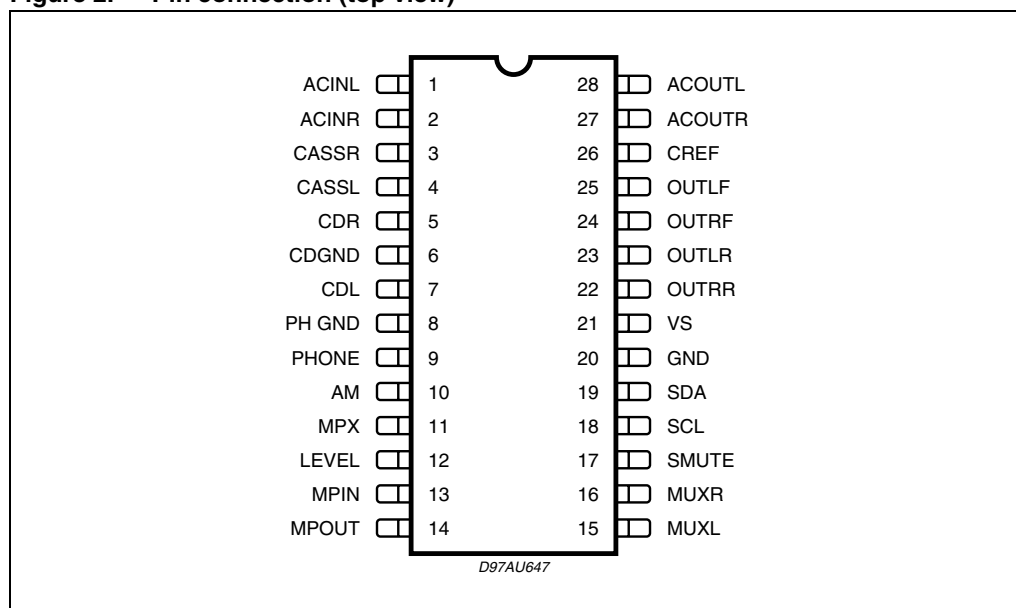 Figure 2. Pin connection (top view)
ACINL 1 28 ACOUTL
ACINR 2 27 ACOUTR
CASSR 3 26 CREF
CASSL 4 25 OUTLF
CDR 5 24 OUTRF
CDGND 6 23 OUTLR
CDL 7 22 OUTRR
PH GND 8 21 VS
PHONE 9 20 GND
AM 10 19 SDA
MPX 11 18 SCL
LEVEL 12 17 SMUTE
MPIN 13 16 MUXR
MPOUT 14 15 MUXL
D97AU647